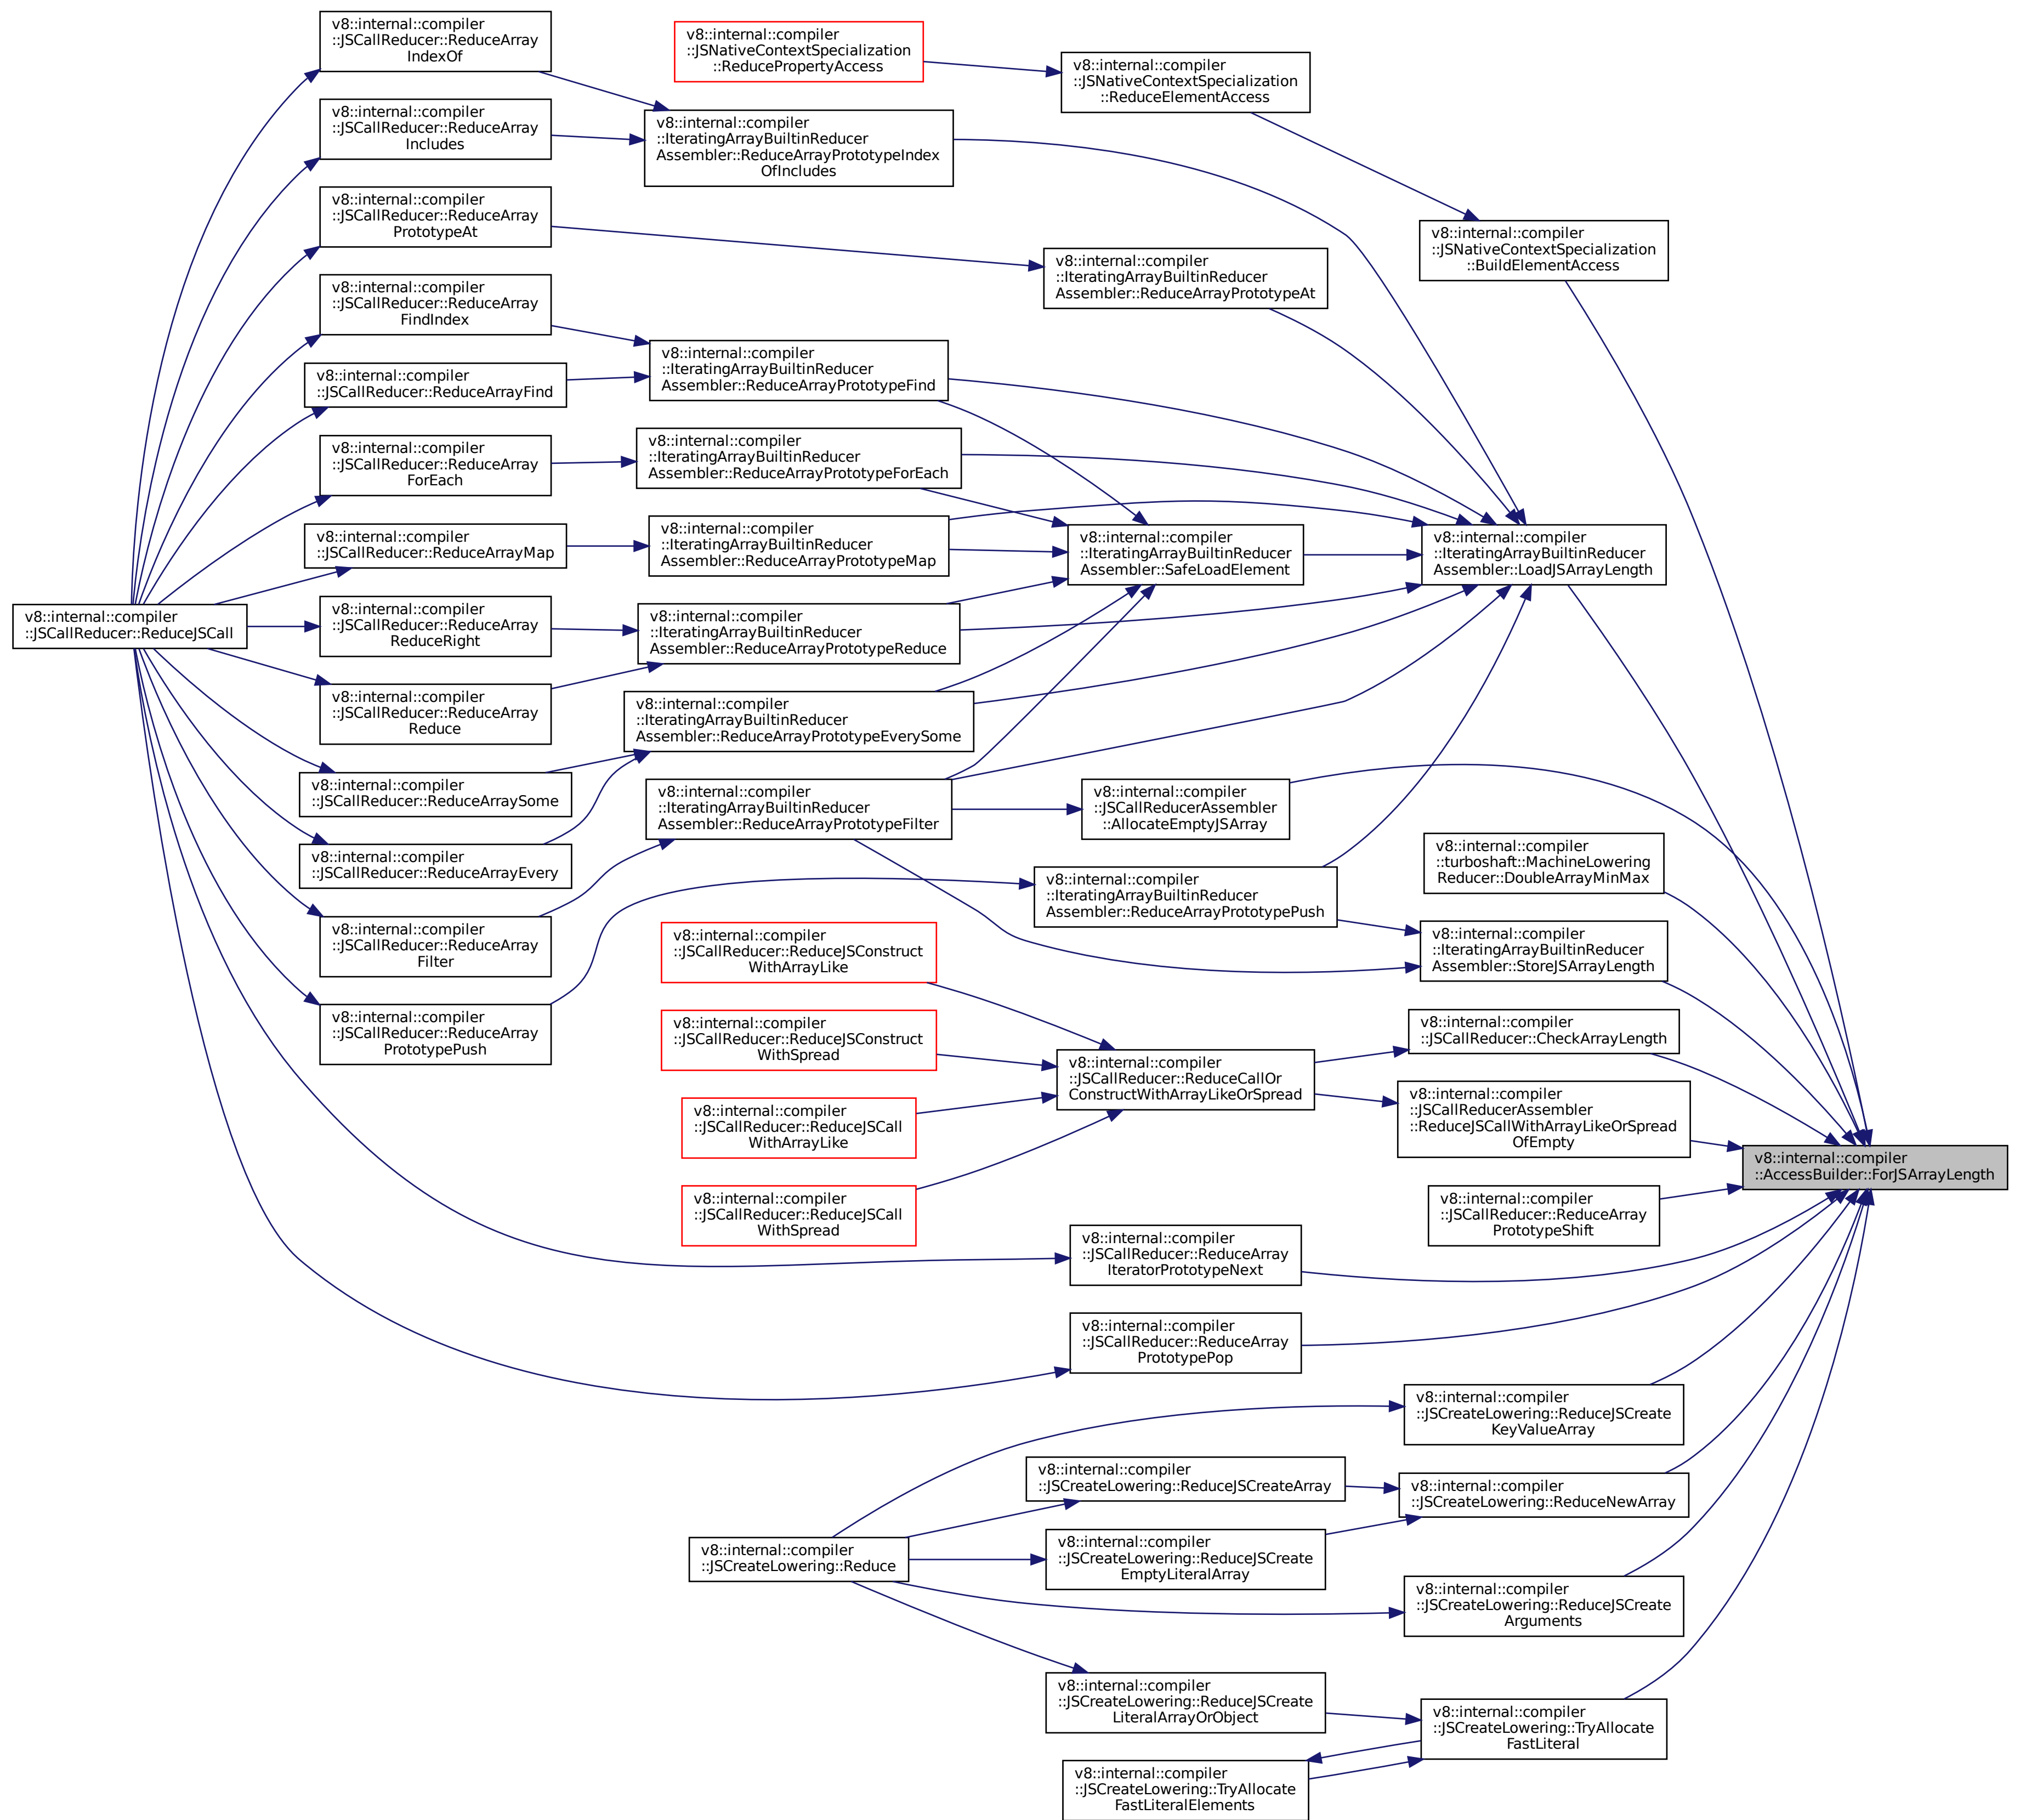 v8::internal::compiler
::JSCallReducer::ReduceArray
IndexOf
v8::internal::compiler
::JSNativeContextSpecialization
::ReducePropertyAccess
v8::internal::compiler
::JSNativeContextSpecialization
::ReduceElementAccess
v8::internal::compiler
::JSCallReducer::ReduceArray
Includes
v8::internal::compiler
::IteratingArrayBuiltinReducer
Assembler::ReduceArrayPrototypeIndex
OfIncludes
v8::internal::compiler
::JSCallReducer::ReduceArray
PrototypeAt
v8::internal::compiler
::JSNativeContextSpecialization
::BuildElementAccess
v8::internal::compiler
::IteratingArrayBuiltinReducer
Assembler::ReduceArrayPrototypeAt
v8::internal::compiler
::JSCallReducer::ReduceArray
FindIndex
v8::internal::compiler
::IteratingArrayBuiltinReducer
Assembler::ReduceArrayPrototypeFind
v8::internal::compiler
::JSCallReducer::ReduceArrayFind
v8::internal::compiler
::IteratingArrayBuiltinReducer
Assembler::ReduceArrayPrototypeForEach
v8::internal::compiler
::JSCallReducer::ReduceArray
ForEach
v8::internal::compiler
::JSCallReducer::ReduceArrayMap
v8::internal::compiler
::IteratingArrayBuiltinReducer
Assembler::ReduceArrayPrototypeMap
v8::internal::compiler
::IteratingArrayBuiltinReducer
Assembler::SafeLoadElement
v8::internal::compiler
::IteratingArrayBuiltinReducer
Assembler::LoadJSArrayLength
v8::internal::compiler
::JSCallReducer::ReduceJSCall
v8::internal::compiler
::JSCallReducer::ReduceArray
ReduceRight
v8::internal::compiler
::IteratingArrayBuiltinReducer
Assembler::ReduceArrayPrototypeReduce
v8::internal::compiler
::JSCallReducer::ReduceArray
Reduce
v8::internal::compiler
::IteratingArrayBuiltinReducer
Assembler::ReduceArrayPrototypeEverySome
v8::internal::compiler
::JSCallReducer::ReduceArraySome
v8::internal::compiler
::IteratingArrayBuiltinReducer
Assembler::ReduceArrayPrototypeFilter
v8::internal::compiler
::JSCallReducerAssembler
::AllocateEmptyJSArray
v8::internal::compiler
::turboshaft::MachineLowering
Reducer::DoubleArrayMinMax
v8::internal::compiler
::JSCallReducer::ReduceArrayEvery
v8::internal::compiler
::IteratingArrayBuiltinReducer
Assembler::ReduceArrayPrototypePush
v8::internal::compiler
::JSCallReducer::ReduceArray
Filter
v8::internal::compiler
::JSCallReducer::ReduceJSConstruct
WithArrayLike
v8::internal::compiler
::IteratingArrayBuiltinReducer
Assembler::StoreJSArrayLength
v8::internal::compiler
::JSCallReducer::ReduceArray
PrototypePush
v8::internal::compiler
::JSCallReducer::ReduceJSConstruct
WithSpread
v8::internal::compiler
::JSCallReducer::CheckArrayLength
v8::internal::compiler
::JSCallReducer::ReduceCallOr
ConstructWithArrayLikeOrSpread
v8::internal::compiler
::JSCallReducerAssembler
::ReduceJSCallWithArrayLikeOrSpread
OfEmpty
v8::internal::compiler
::JSCallReducer::ReduceJSCall
WithArrayLike
v8::internal::compiler
::AccessBuilder::ForJSArrayLength
v8::internal::compiler
::JSCallReducer::ReduceJSCall
WithSpread
v8::internal::compiler
::JSCallReducer::ReduceArray
PrototypeShift
v8::internal::compiler
::JSCallReducer::ReduceArray
IteratorPrototypeNext
v8::internal::compiler
::JSCallReducer::ReduceArray
PrototypePop
v8::internal::compiler
::JSCreateLowering::ReduceJSCreate
KeyValueArray
v8::internal::compiler
::JSCreateLowering::ReduceJSCreateArray
v8::internal::compiler
::JSCreateLowering::ReduceNewArray
v8::internal::compiler
::JSCreateLowering::Reduce
v8::internal::compiler
::JSCreateLowering::ReduceJSCreate
EmptyLiteralArray
v8::internal::compiler
::JSCreateLowering::ReduceJSCreate
Arguments
v8::internal::compiler
::JSCreateLowering::ReduceJSCreate
LiteralArrayOrObject
v8::internal::compiler
::JSCreateLowering::TryAllocate
FastLiteral
v8::internal::compiler
::JSCreateLowering::TryAllocate
FastLiteralElements